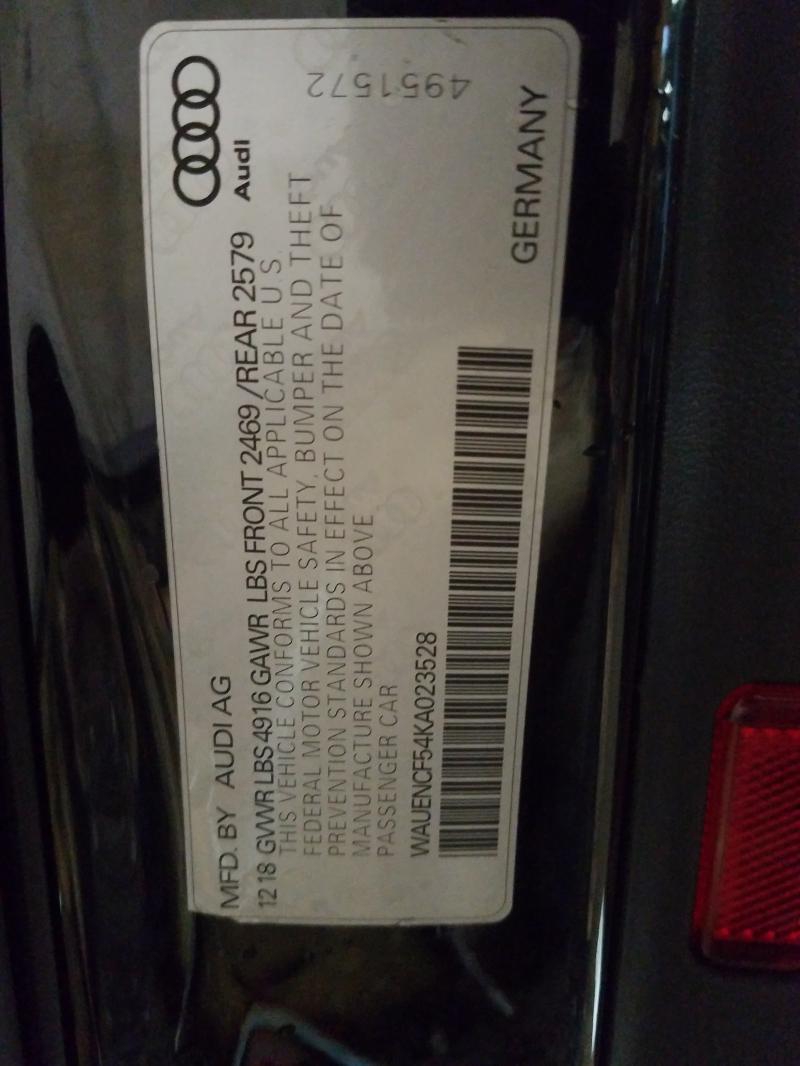 MFD. BY AUDI AG
Audi
12 18 GVWR LBS 4916 GAWR LBS FRONT 2469 /REAR 2579
THIS VEHICLE CONFORMS TO ALL APPLICABLE U.S.
FEDERAL MOTOR VEHICLE SAFETY, BUMPER AND THEFT
PREVENTION STANDARDS IN EFFECT ON THE DATE OF
MANUFACTURE SHOWN ABOVE
PASSENGER CAR
4951572
WAUENCF54KA023528
GERMANY